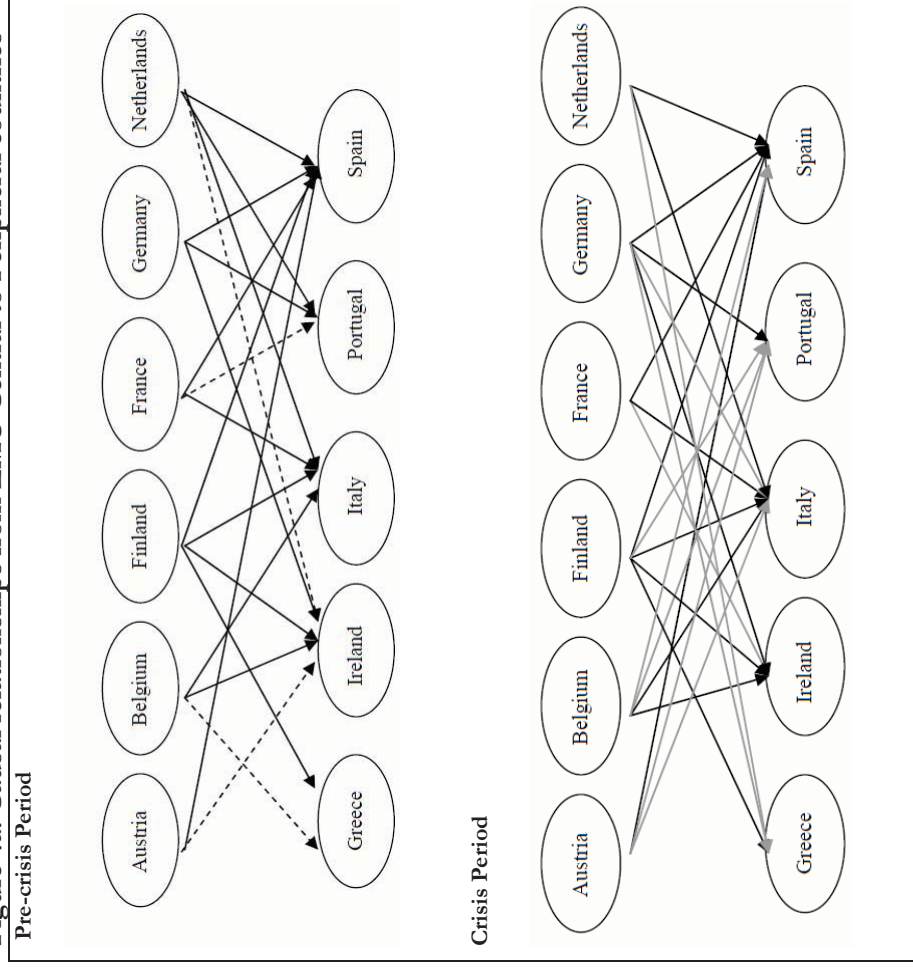 Pre-crisis Period
Austria
Belgium
Finland
France
Germany
Netherlands
Greece
Ireland
Italy
Portugal
Spain
Crisis Period
Austria
Belgium
Finland
France
Germany
Netherlands
Greece
Ireland
Italy
Portugal
Spain